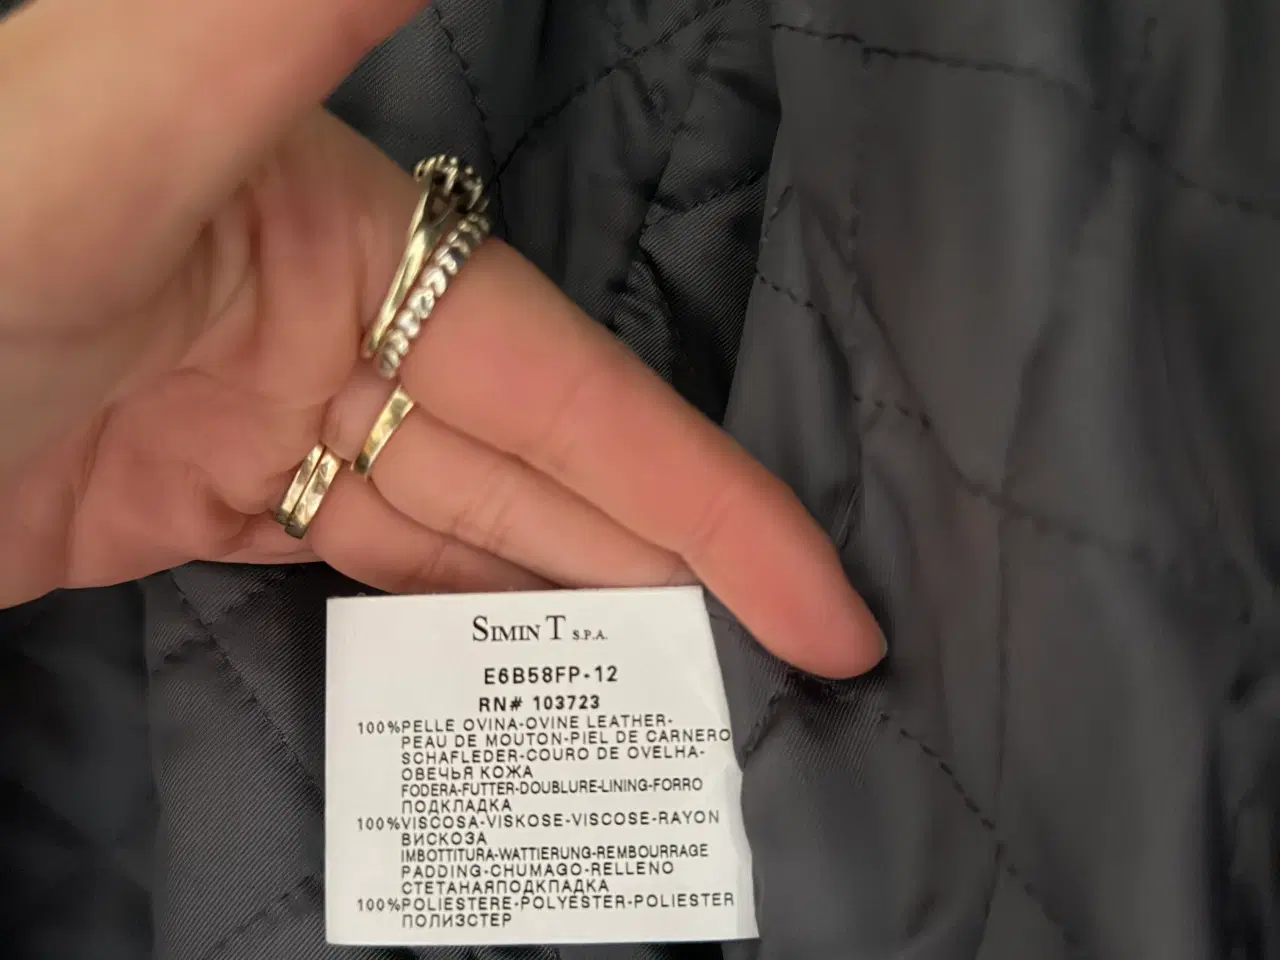 SIMIN T S.P.A.
E6B58FP-12
RN# 103723
100%PELLE OVINA-OVINE LEATHER-
PEAU DE MOUTON-PIEL DE CARNERO
SCHAFLEDER-COURO DE OVELHA-
ОВЕЧЬЯ КОЖА
FODERA-FUTTER-DOUBLURE-LINING-FORRO
ПОДКЛАДКА
100%VISCOSA-VISKOSE-VISCOSE-RAYON
ВИСКОЗА
IMBOTTITURA-WATTIERUNG-REMBOURRAGE
PADDING-CHUMAGO-RELLENO
СТЕГАНАЯПОДКЛАДКА
100%POLIESTERE-POLYESTER-POLIESTER
ПОЛИЗСТЕР